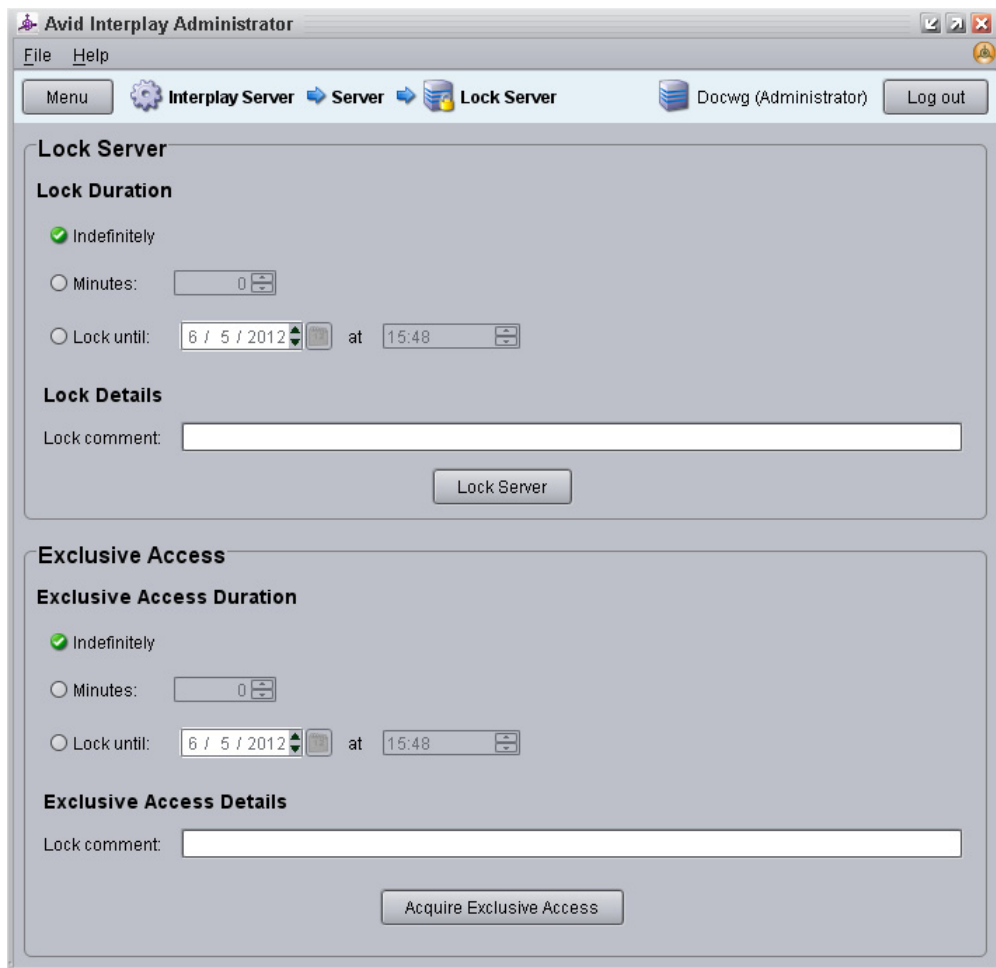 Avid Interplay Administrator
File Help
Menu Interplay Server Server Lock Server Docwg (Administrator) Log out
Lock Server
Lock Duration
Indefinitely
Minutes: 0
Lock until: 6 / 5 / 2012 at 15:48
Lock Details
Lock comment:
Lock Server
Exclusive Access
Exclusive Access Duration
Indefinitely
Minutes: 0
Lock until: 6 / 5 / 2012 at 15:48
Exclusive Access Details
Lock comment:
Acquire Exclusive Access